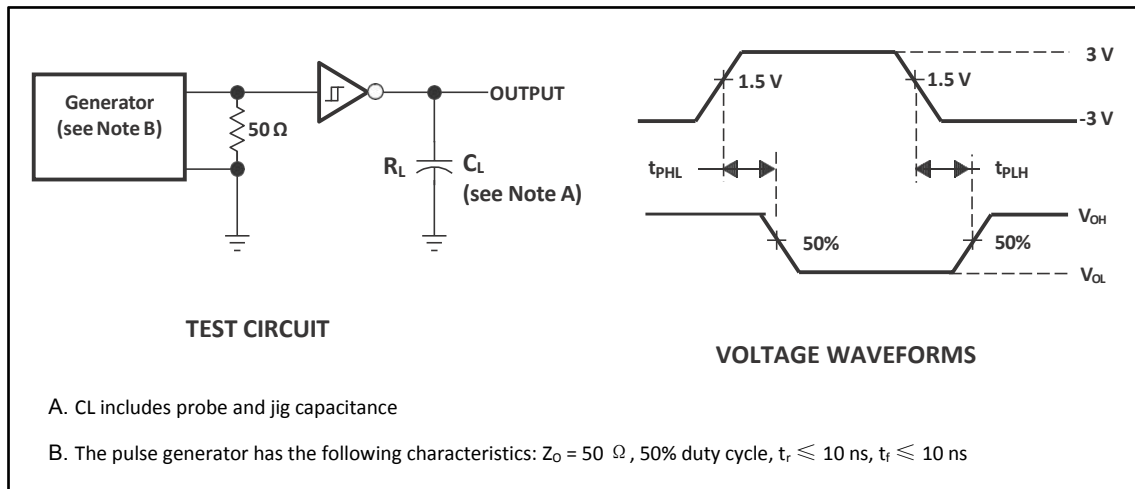 Generator
(see Note B)
50 Ω
OUTPUT
RL CL
(see Note A)
TEST CIRCUIT
3 V
1.5 V
1.5 V
-3 V
tPHL
tPLH
VOH
50%
50%
VOL
VOLTAGE WAVEFORMS
A. CL includes probe and jig capacitance
B. The pulse generator has the following characteristics: ZO = 50 Ω, 50% duty cycle, tr ≤ 10 ns, tf ≤ 10 ns